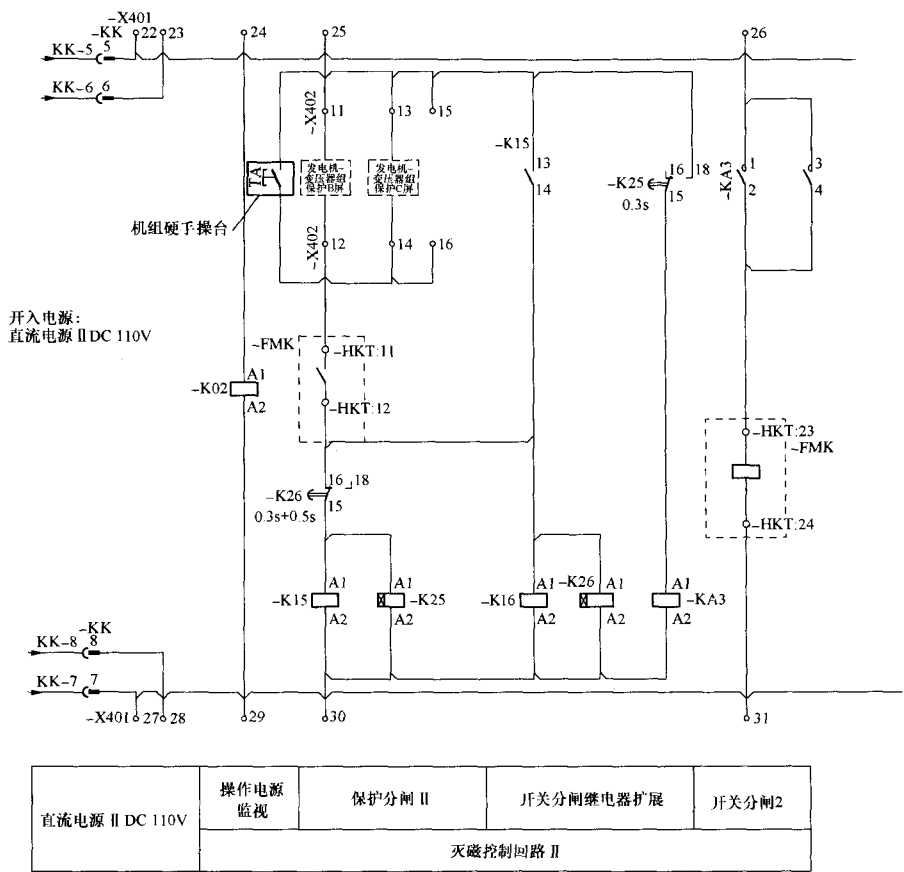 -X401
-KK 22 23 24 25 26
KK-5 5
KK-6 6
-X402 11 13 15
-K15
13
14
16 18
-K25
15
0.3s
-KA3
1
2
3
4
TA
发电机-
变压器组
保护B屏
发电机-
变压器组
保护C屏
机组硬手操台
-X402 12 14 16
开入电源:
直流电源 Ⅱ DC 110V
-FMK
-HKT:11
-HKT:12
-K02
A1
A2
-HKT:23
-FMK
-HKT:24
16 18
-K26
15
0.3s+0.5s
-K15 A1 A2
-K25 A1 A2
-K16 A1 A2
-K26 A1 A2
-KA3 A1 A2
-KK
KK-8 8
KK-7 7
-X401 27 28 29 30 31
直流电源 Ⅱ DC 110V
操作电源
监视
保护分闸 Ⅱ
开关分闸继电器扩展
开关分闸2
灭磁控制回路 Ⅱ